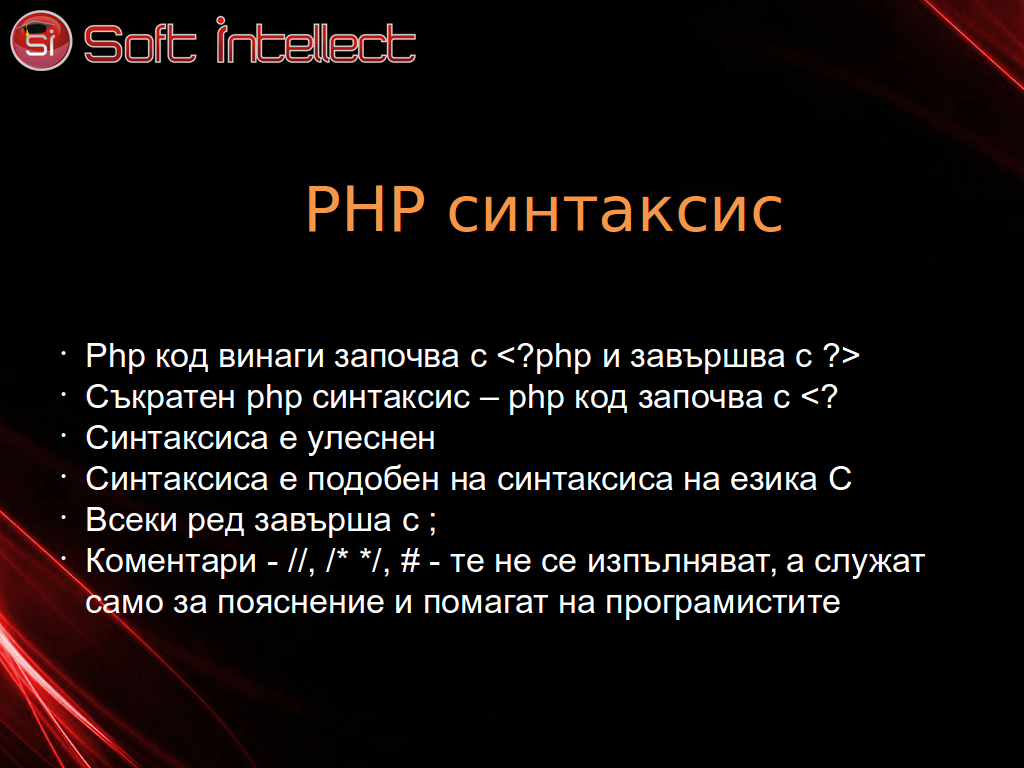 Si Soft Intellect
PHP синтаксис
· Php код винаги започва с <?php и завършва с ?>
· Съкратен php синтаксис – php код започва с <?
· Синтаксиса е улеснен
· Синтаксиса е подобен на синтаксиса на езика C
· Всеки ред завърша с ;
· Коментари - //, /* */, # - те не се изпълняват, а служат
само за пояснение и помагат на програмистите